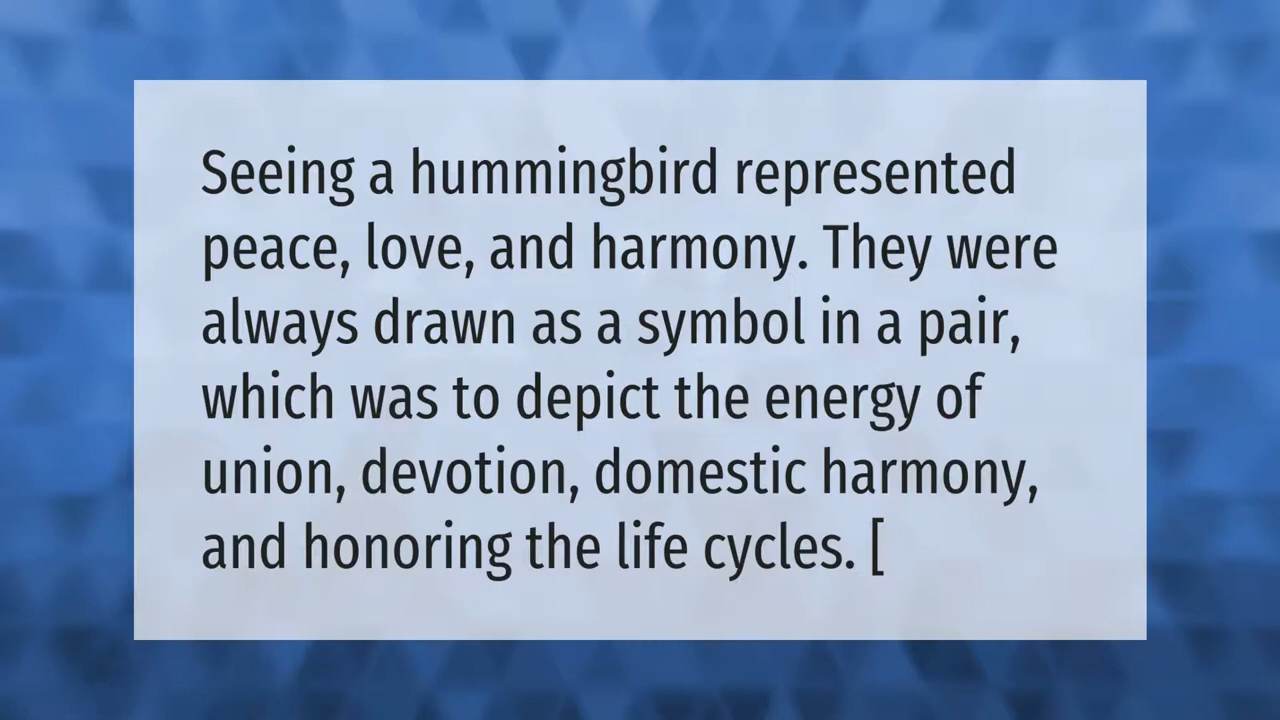 Seeing a hummingbird represented
peace, love, and harmony. They were
always drawn as a symbol in a pair,
which was to depict the energy of
union, devotion, domestic harmony,
and honoring the life cycles. [